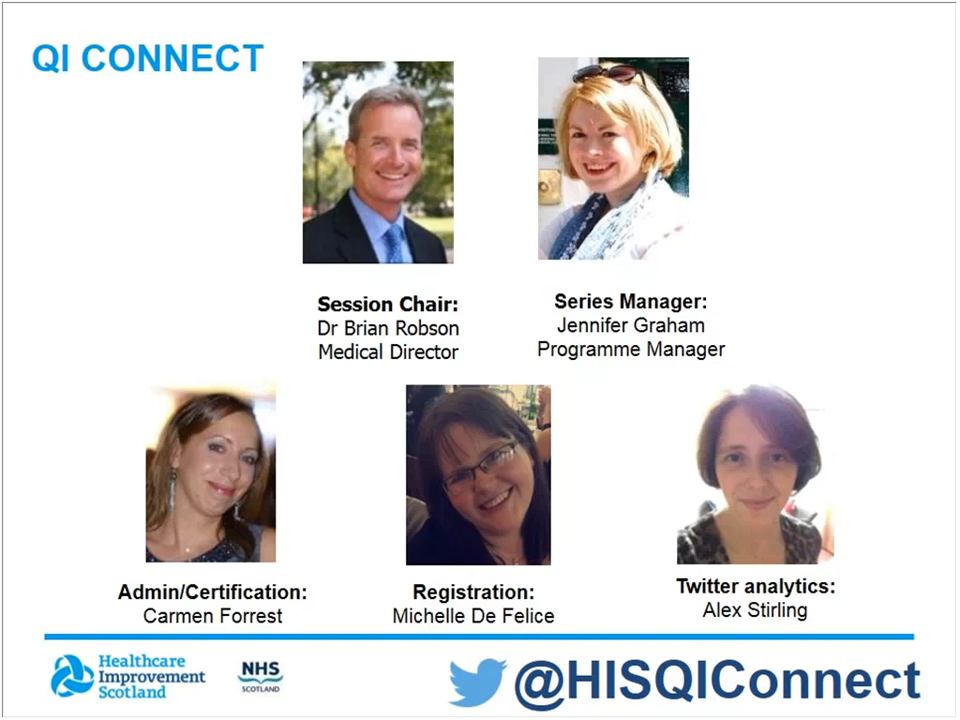 QI CONNECT
Session Chair:
Dr Brian Robson
Medical Director
Series Manager:
Jennifer Graham
Programme Manager
Admin/Certification:
Carmen Forrest
Registration:
Michelle De Felice
Twitter analytics:
Alex Stirling
Healthcare
Improvement
Scotland
NHS
SCOTLAND
@HISQIConnect